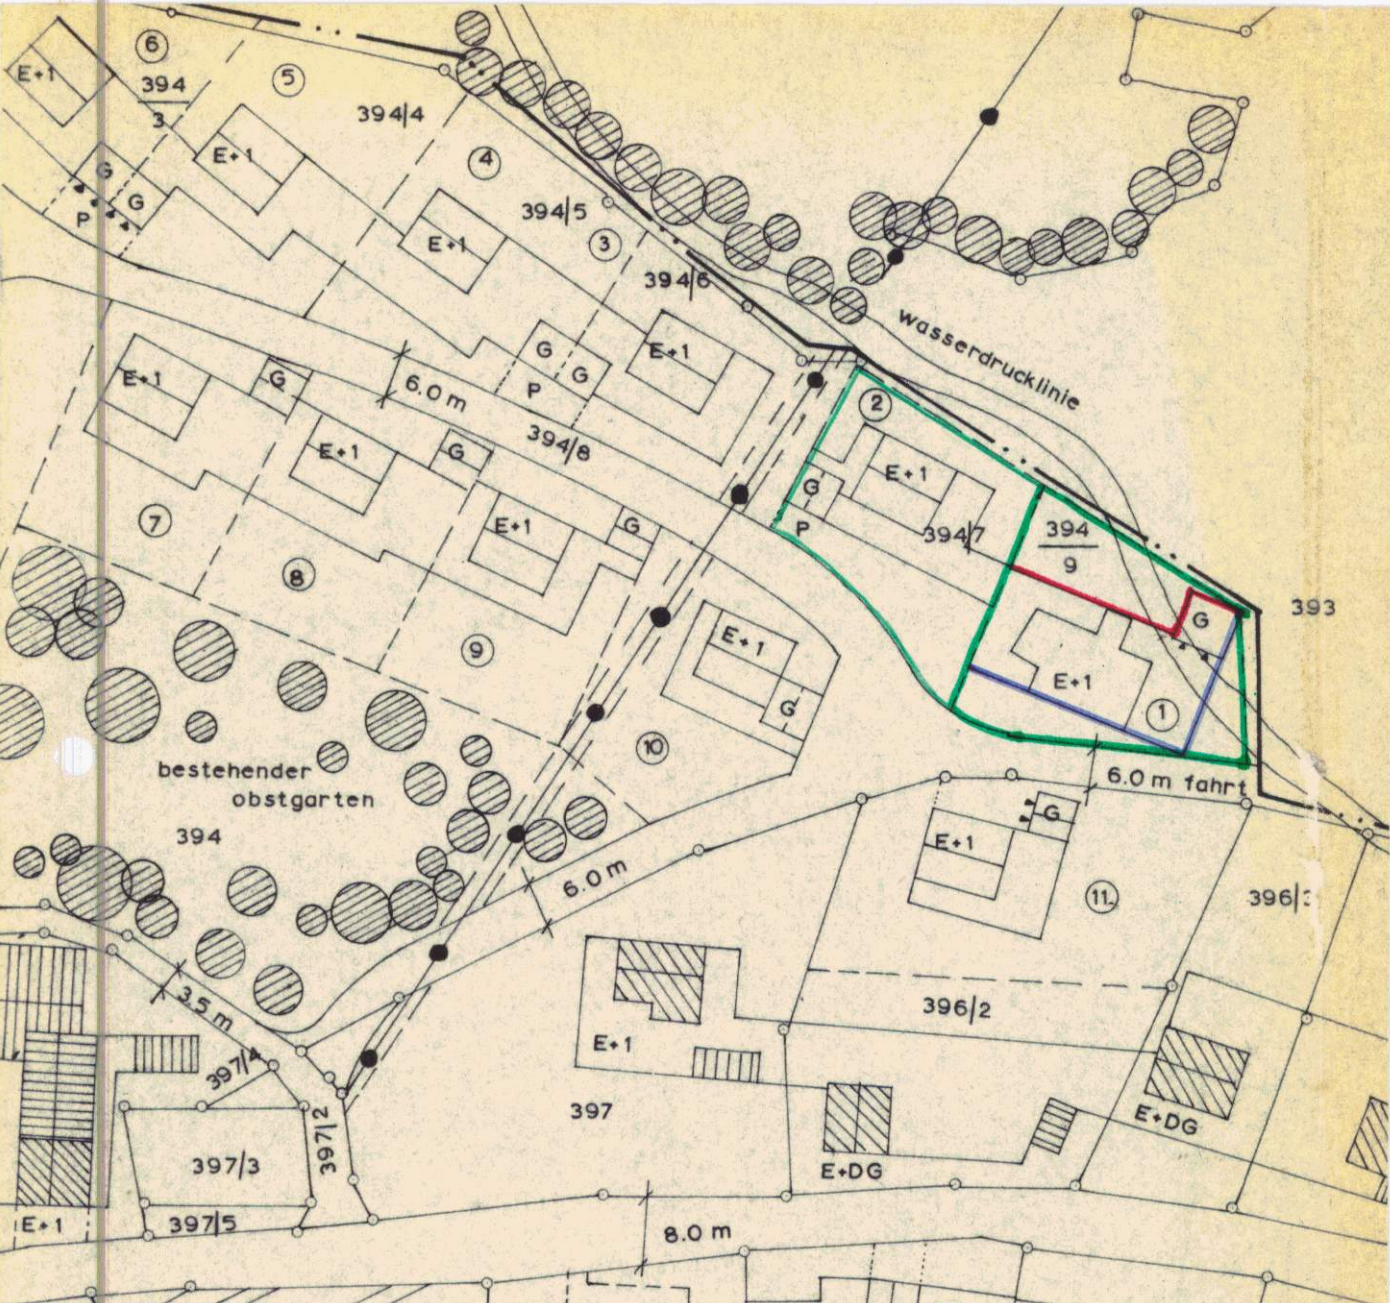 6
394
3
5
394/4
E+1
E+1
G
G
P
4
394/5
3
394/6
E+1
E+1
G
G
P
wasserdrucklinie
E+1
G
6.0 m
394/8
E+1
G
E+1
G
2
E+1
G
P
394/7
394
9
393
G
E+1
1
7
8
9
E+1
G
10
6.0 m fahrt
bestehender
obstgarten
394
6.0 m
E+1
G
11.
396/3
3.5 m
396/2
E+1
397/4
397/2
397
E+DG
E+DG
397/3
E+1
397/5
8.0 m